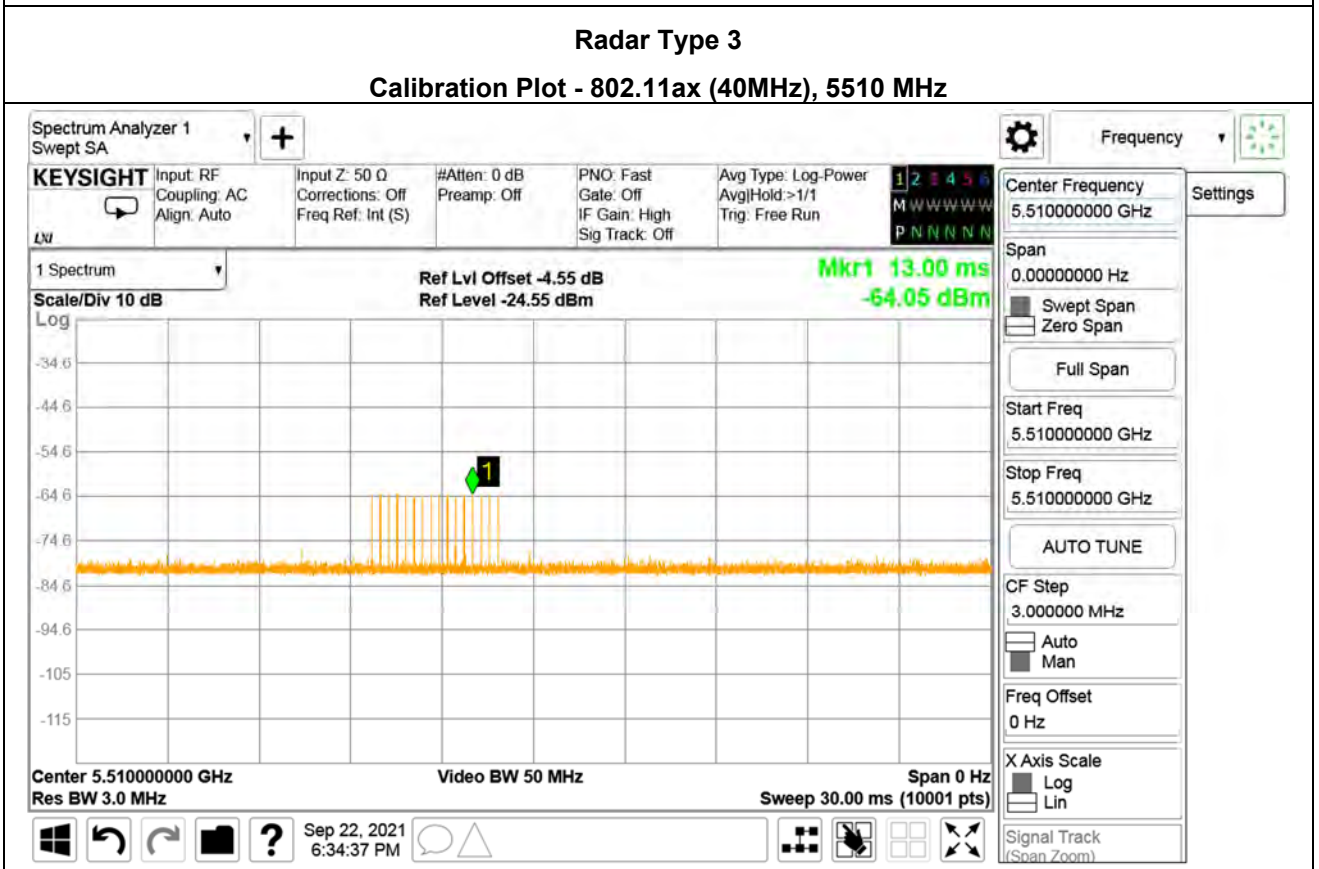 Radar Type 3
Calibration Plot - 802.11ax (40MHz), 5510 MHz
Spectrum Analyzer 1
Swept SA
Frequency
KEYSIGHT
LXI
Input: RF
Coupling: AC
Align: Auto
Input Z: 50 Ω
Corrections: Off
Freq Ref: Int (S)
#Atten: 0 dB
Preamp: Off
PNO: Fast
Gate: Off
IF Gain: High
Sig Track: Off
Avg Type: Log-Power
Avg|Hold:>1/1
Trig: Free Run
1 2 3 4 5 6
M W W W W W W
P N N N N N N
Settings
1 Spectrum
Scale/Div 10 dB
Log
Ref Lvl Offset -4.55 dB
Ref Level -24.55 dBm
Mkr1 13.00 ms
-64.05 dBm
-34.6
-44.6
-54.6
-64.6
-74.6
-84.6
-94.6
-105
-115
1
Center 5.510000000 GHz
Res BW 3.0 MHz
Video BW 50 MHz
Span 0 Hz
Sweep 30.00 ms (10001 pts)
Center Frequency
5.510000000 GHz
Span
0.00000000 Hz
Swept Span
Zero Span
Full Span
Start Freq
5.510000000 GHz
Stop Freq
5.510000000 GHz
AUTO TUNE
CF Step
3.000000 MHz
Auto
Man
Freq Offset
0 Hz
X Axis Scale
Log
Lin
Signal Track
(Span Zoom)
?
Sep 22, 2021
6:34:37 PM